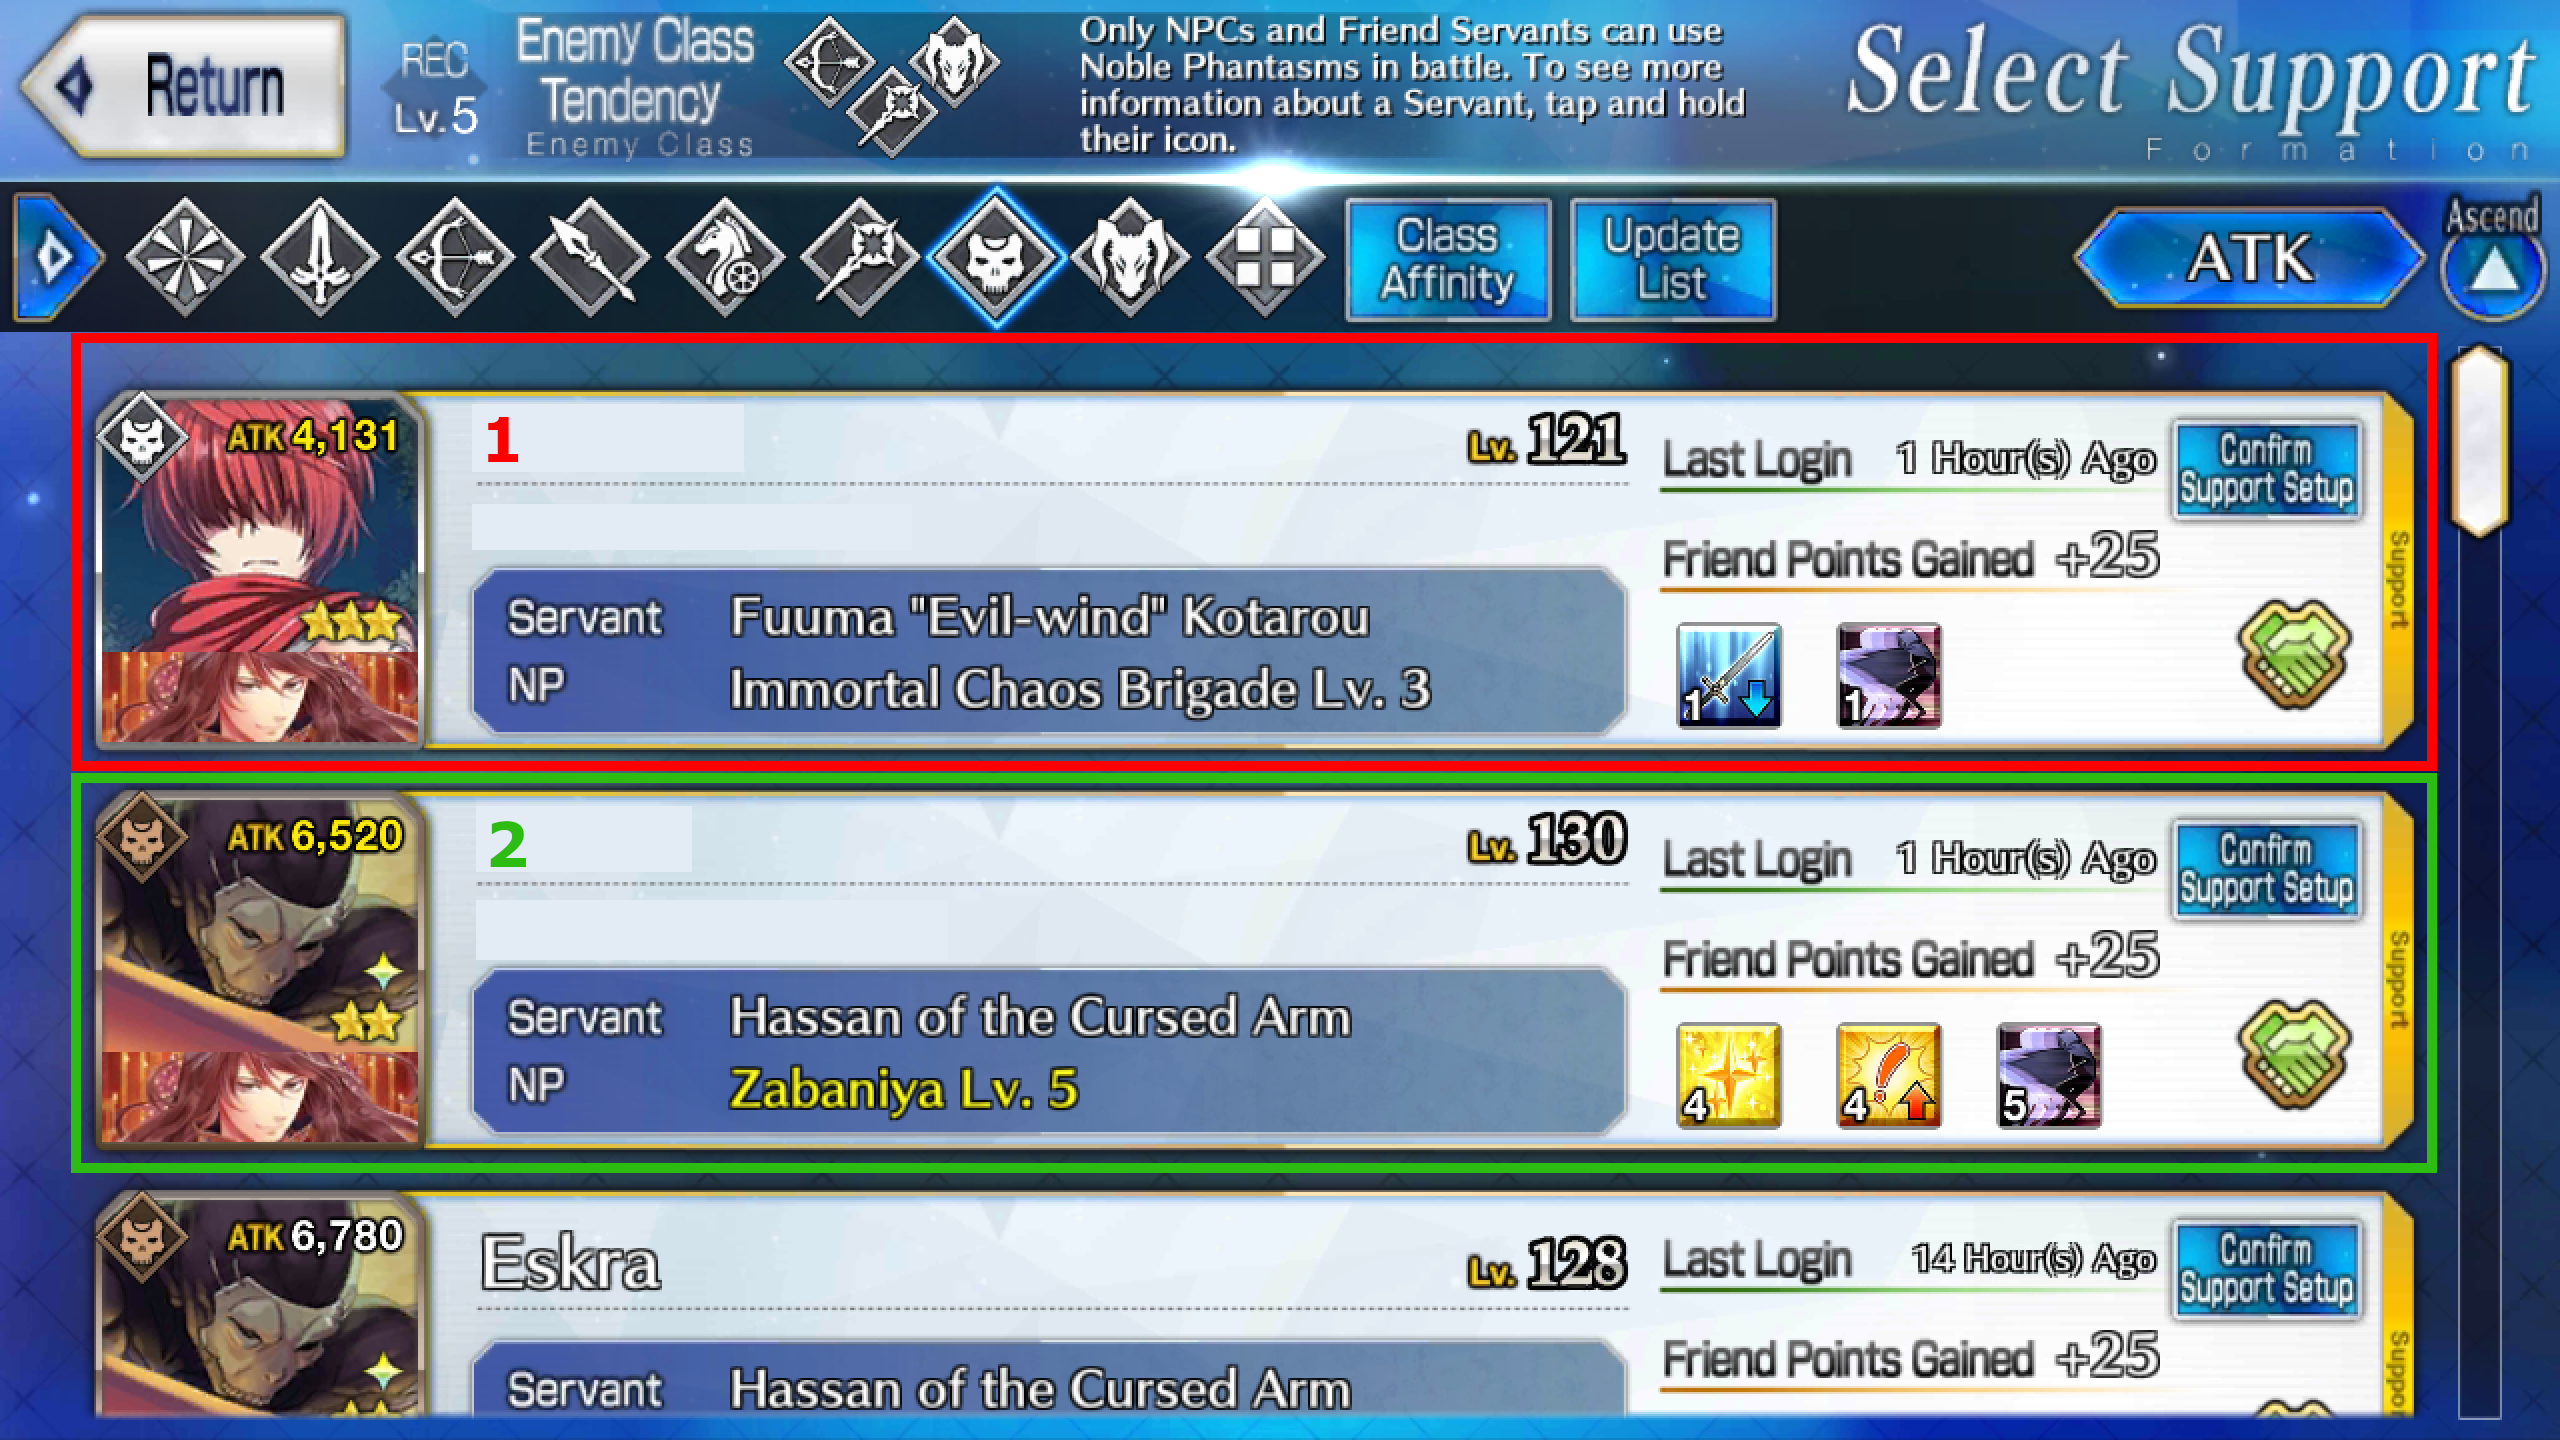 Return
REC
Lv. 5
Enemy Class
Tendency
Enemy Class
Only NPCs and Friend Servants can use
Noble Phantasms in battle. To see more
information about a Servant, tap and hold
their icon.
Select Support
Formation
Class
Affinity
Update
List
ATK
Ascend
ATK 4,131
1
Lv. 121
Last Login 1 Hour(s) Ago
Confirm
Support Setup
Friend Points Gained +25
Servant Fuuma "Evil-wind" Kotarou
NP Immortal Chaos Brigade Lv. 3
1 1
Support
ATK 6,520
2
Lv. 130
Last Login 1 Hour(s) Ago
Confirm
Support Setup
Friend Points Gained +25
Servant Hassan of the Cursed Arm
NP Zabaniya Lv. 5
4 4 5
Support
ATK 6,780
Eskra
Lv. 128
Last Login 14 Hour(s) Ago
Confirm
Support Setup
Friend Points Gained +25
Servant Hassan of the Cursed Arm
Support